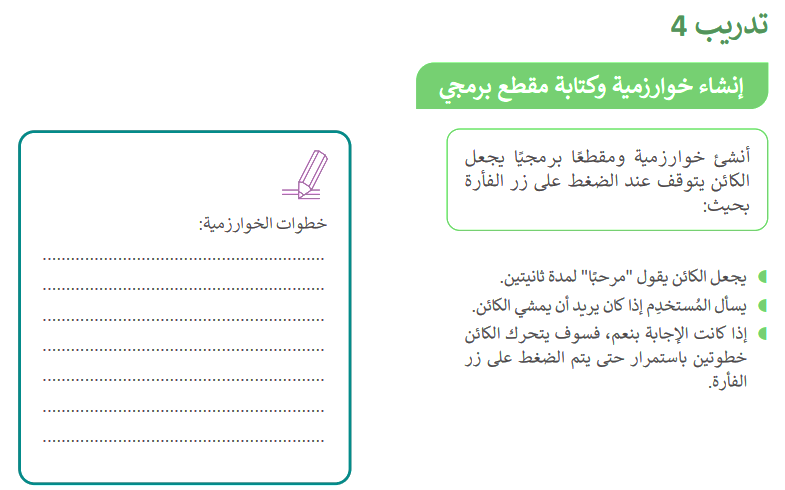 تدريب 4
إنشاء خوارزمية وكتابة مقطع برمجي
أنشئ خوارزمية ومقطعًا برمجيًا يجعل
الكائن يتوقف عند الضغط على زر الفأرة
بحيث:
يجعل الكائن يقول "مرحبًا" لمدة ثانيتين.
يسأل المُستخدِم إذا كان يريد أن يمشي الكائن.
إذا كانت الإجابة بنعم، فسوف يتحرك الكائن
خطوتين باستمرار حتى يتم الضغط على زر
الفأرة.
خطوات الخوارزمية: